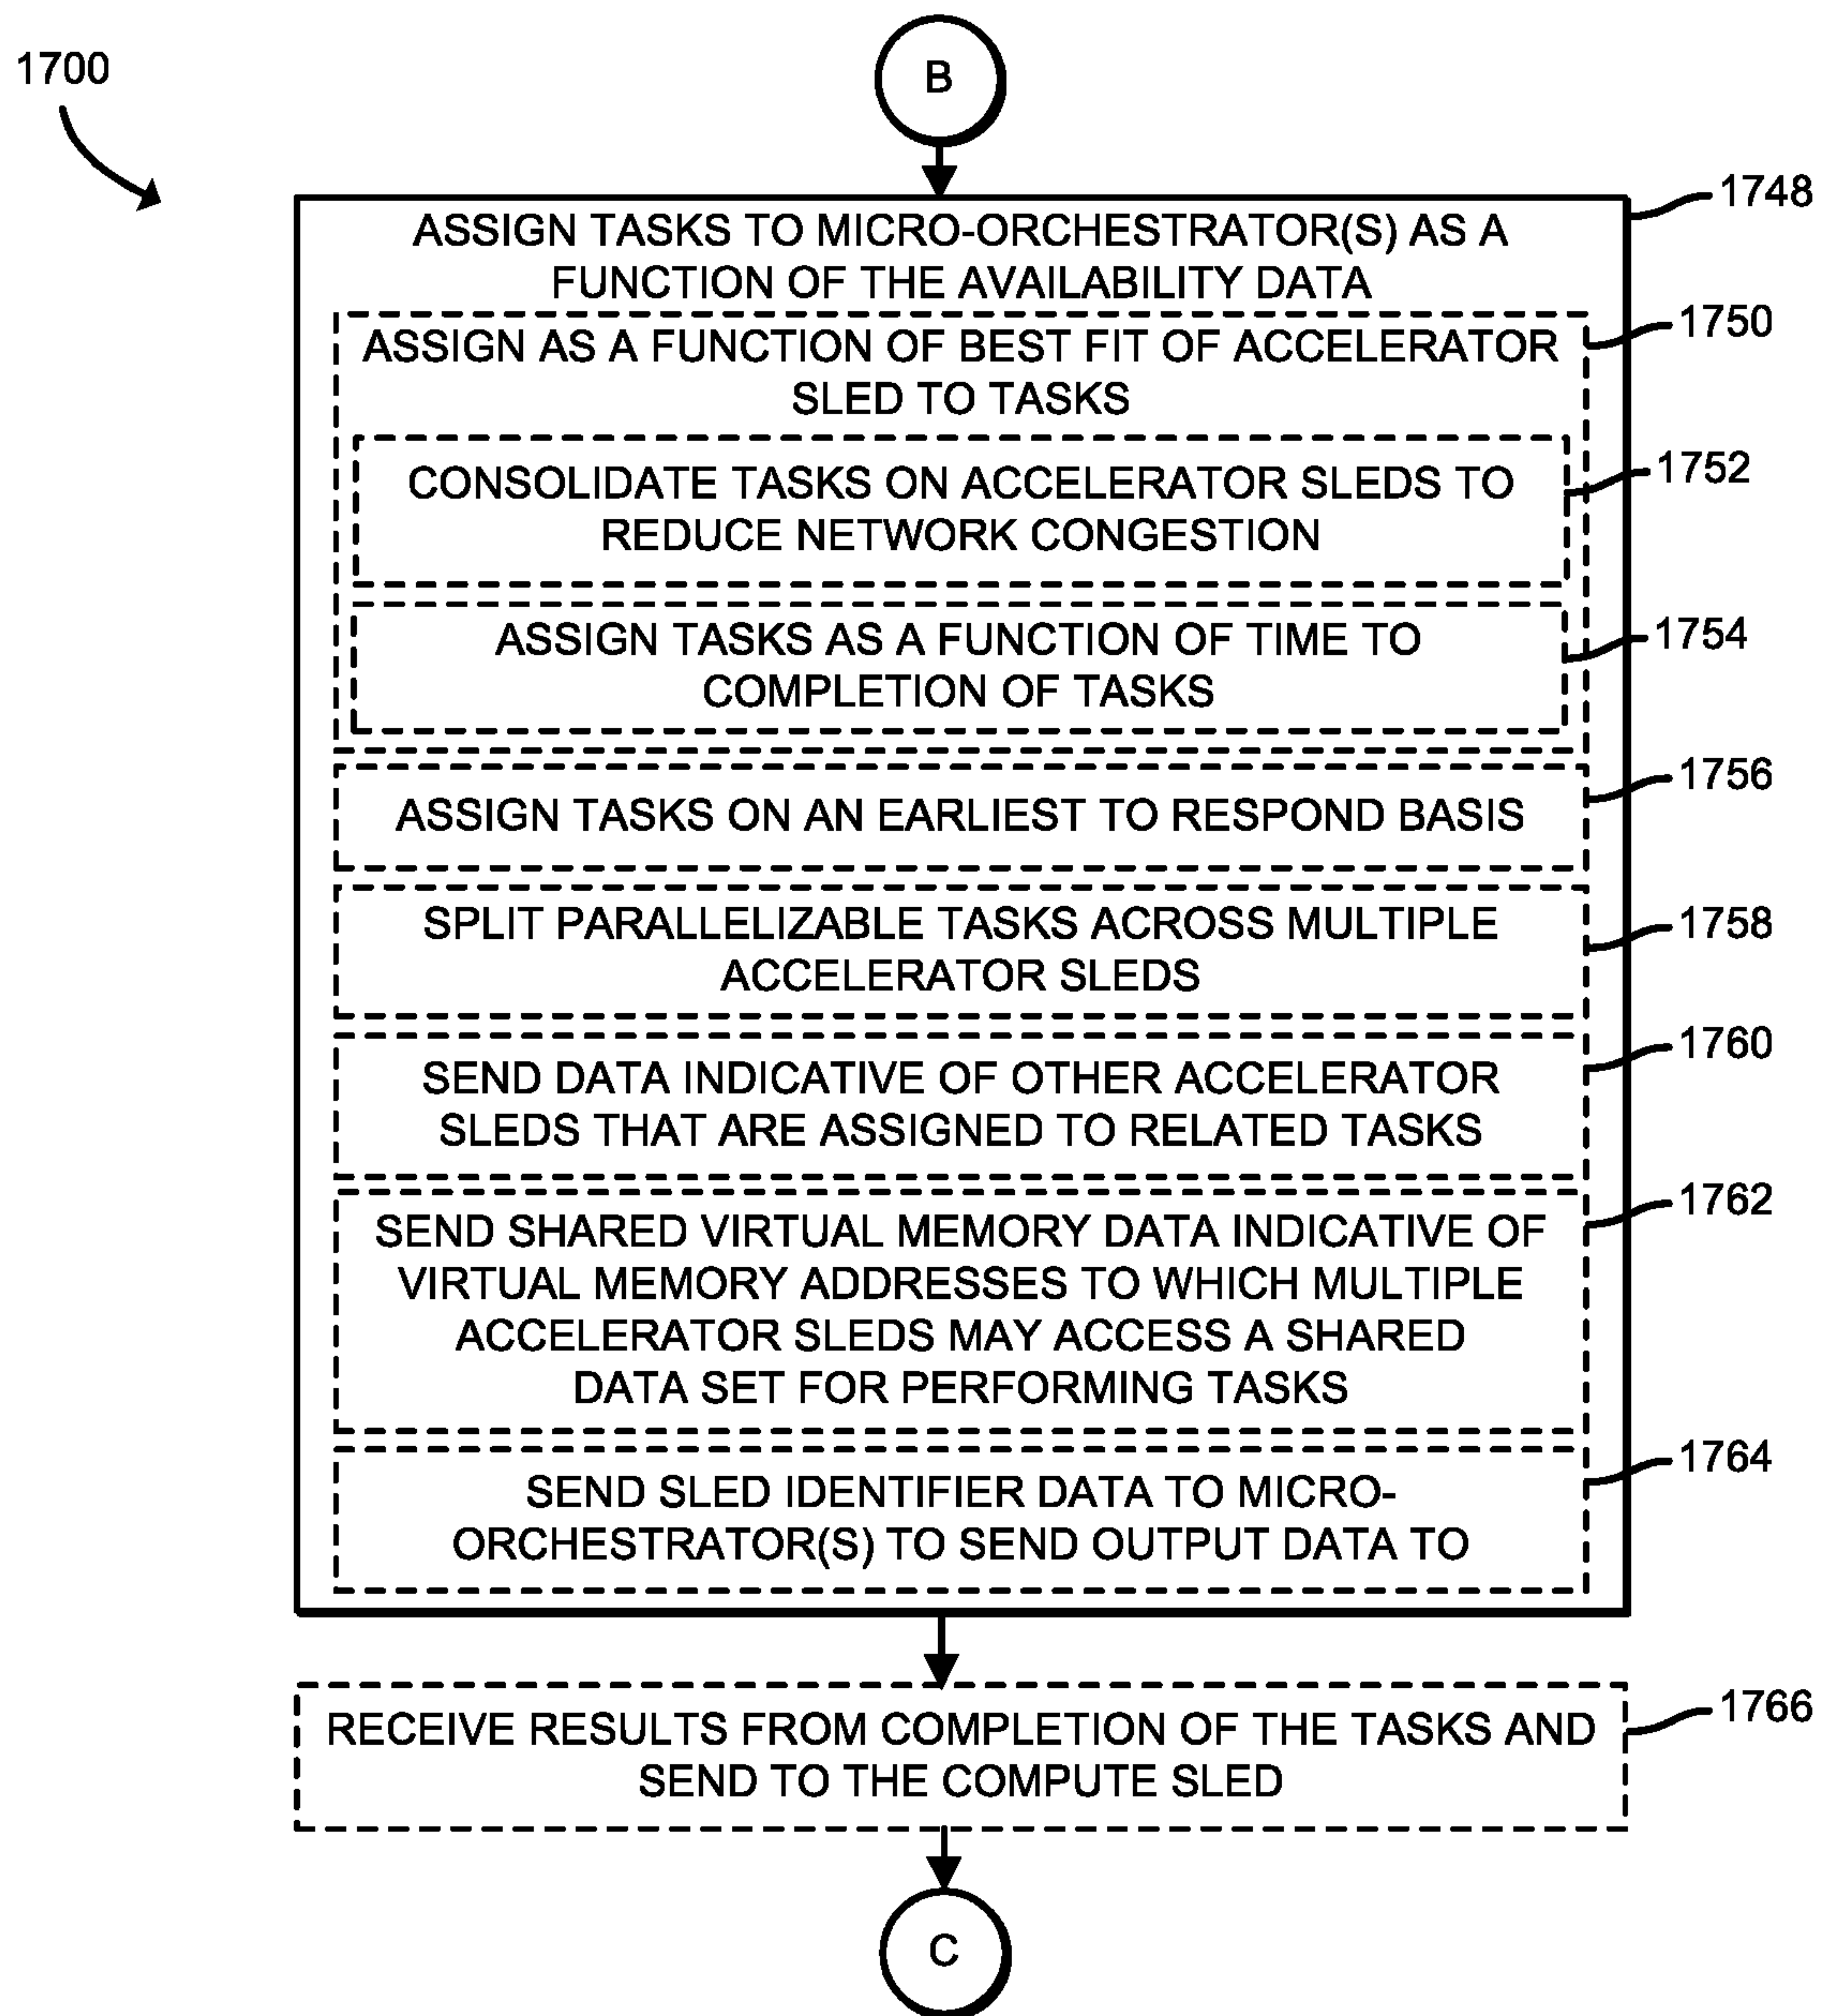 1700
B
1748
ASSIGN TASKS TO MICRO-ORCHESTRATOR(S) AS A
FUNCTION OF THE AVAILABILITY DATA
1750
ASSIGN AS A FUNCTION OF BEST FIT OF ACCELERATOR
SLED TO TASKS
1752
CONSOLIDATE TASKS ON ACCELERATOR SLEDS TO
REDUCE NETWORK CONGESTION
1754
ASSIGN TASKS AS A FUNCTION OF TIME TO
COMPLETION OF TASKS
1756
ASSIGN TASKS ON AN EARLIEST TO RESPOND BASIS
1758
SPLIT PARALLELIZABLE TASKS ACROSS MULTIPLE
ACCELERATOR SLEDS
1760
SEND DATA INDICATIVE OF OTHER ACCELERATOR
SLEDS THAT ARE ASSIGNED TO RELATED TASKS
1762
SEND SHARED VIRTUAL MEMORY DATA INDICATIVE OF
VIRTUAL MEMORY ADDRESSES TO WHICH MULTIPLE
ACCELERATOR SLEDS MAY ACCESS A SHARED
DATA SET FOR PERFORMING TASKS
1764
SEND SLED IDENTIFIER DATA TO MICRO-
ORCHESTRATOR(S) TO SEND OUTPUT DATA TO
1766
RECEIVE RESULTS FROM COMPLETION OF THE TASKS AND
SEND TO THE COMPUTE SLED
C